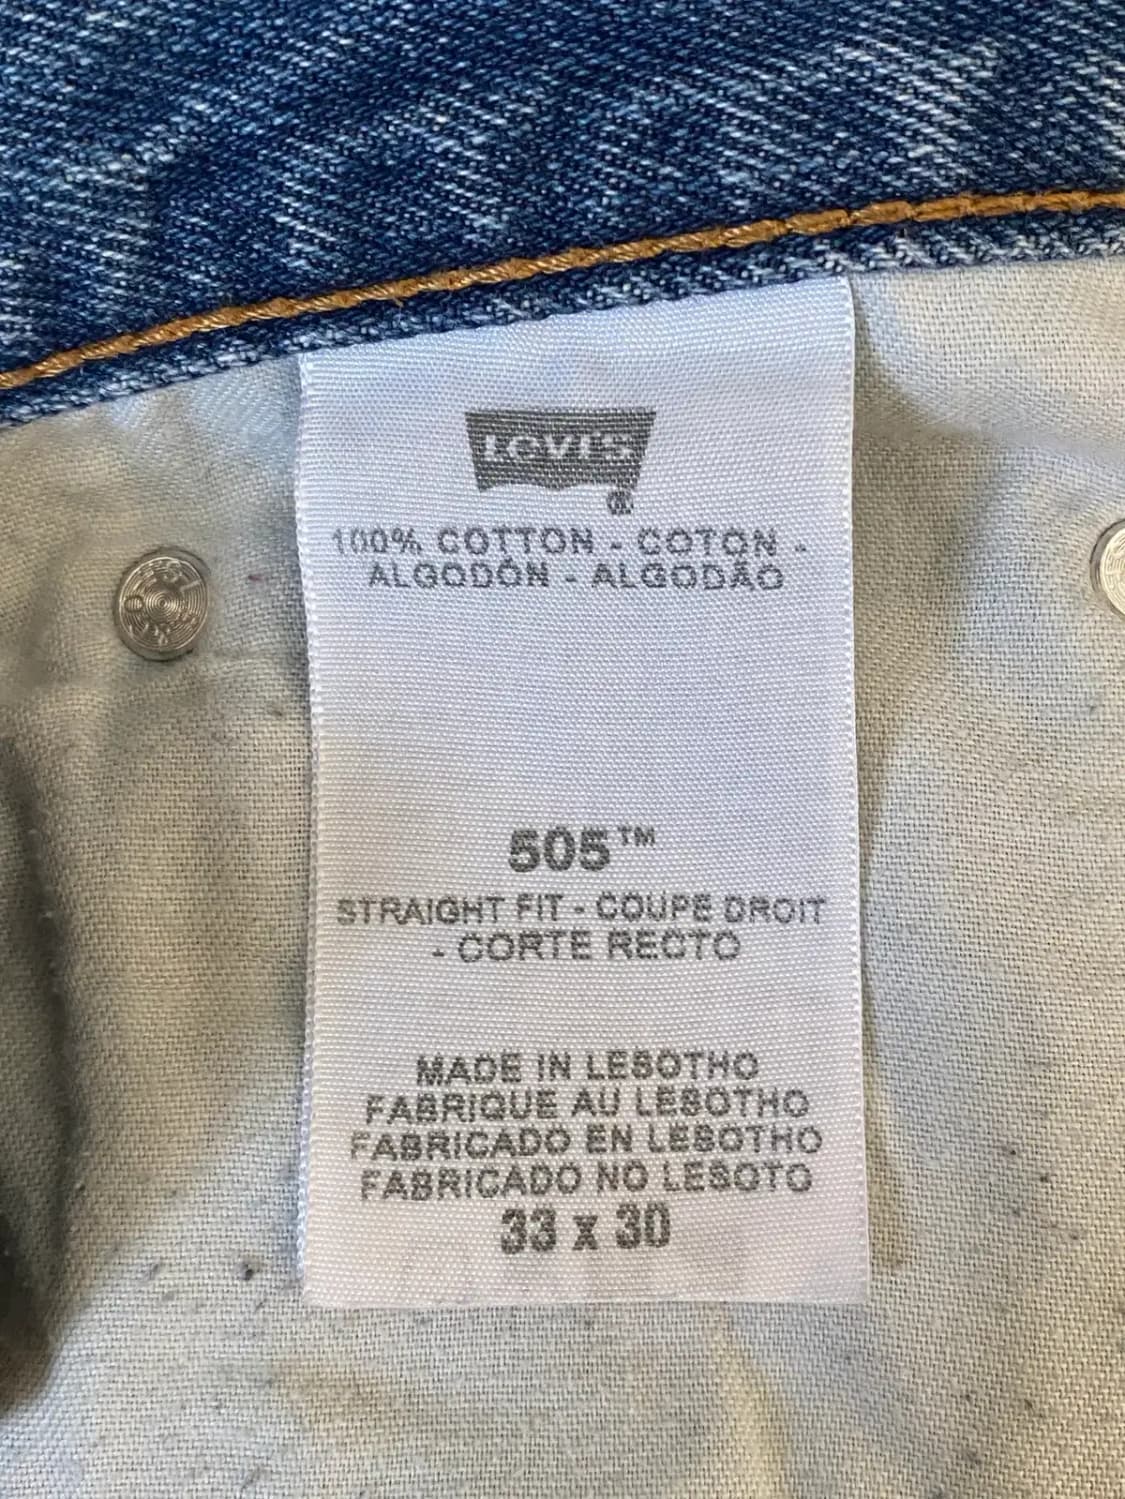 LEVI'S
®
100% COTTON - COTON -
ALGODÓN - ALGODÃO
505™
STRAIGHT FIT - COUPE DROIT
- CORTE RECTO
MADE IN LESOTHO
FABRIQUE AU LESOTHO
FABRICADO EN LESOTHO
FABRICADO NO LESOTO
33 x 30